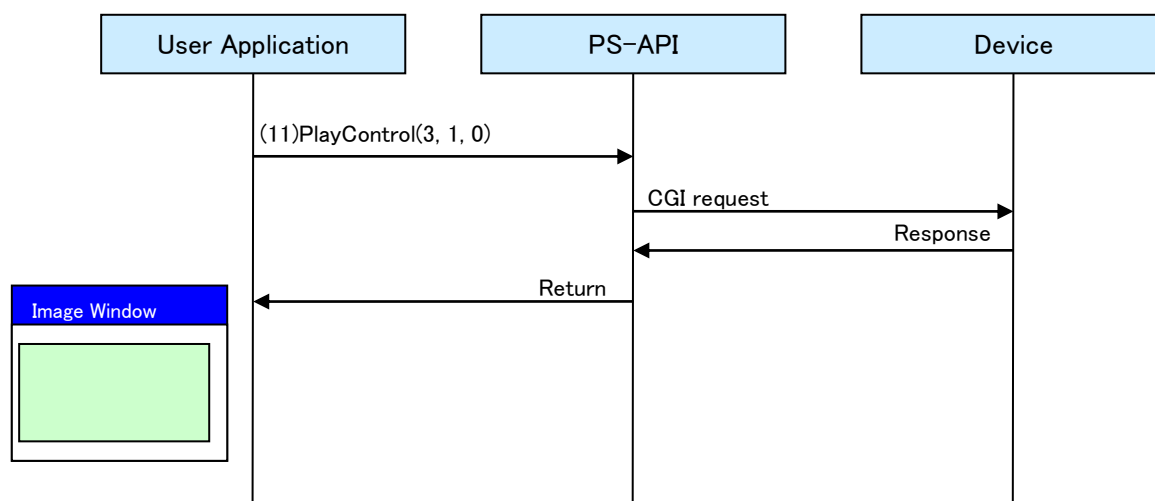 User Application
PS-API
Device
(11)PlayControl(3, 1, 0)
CGI request
Response
Return
Image Window